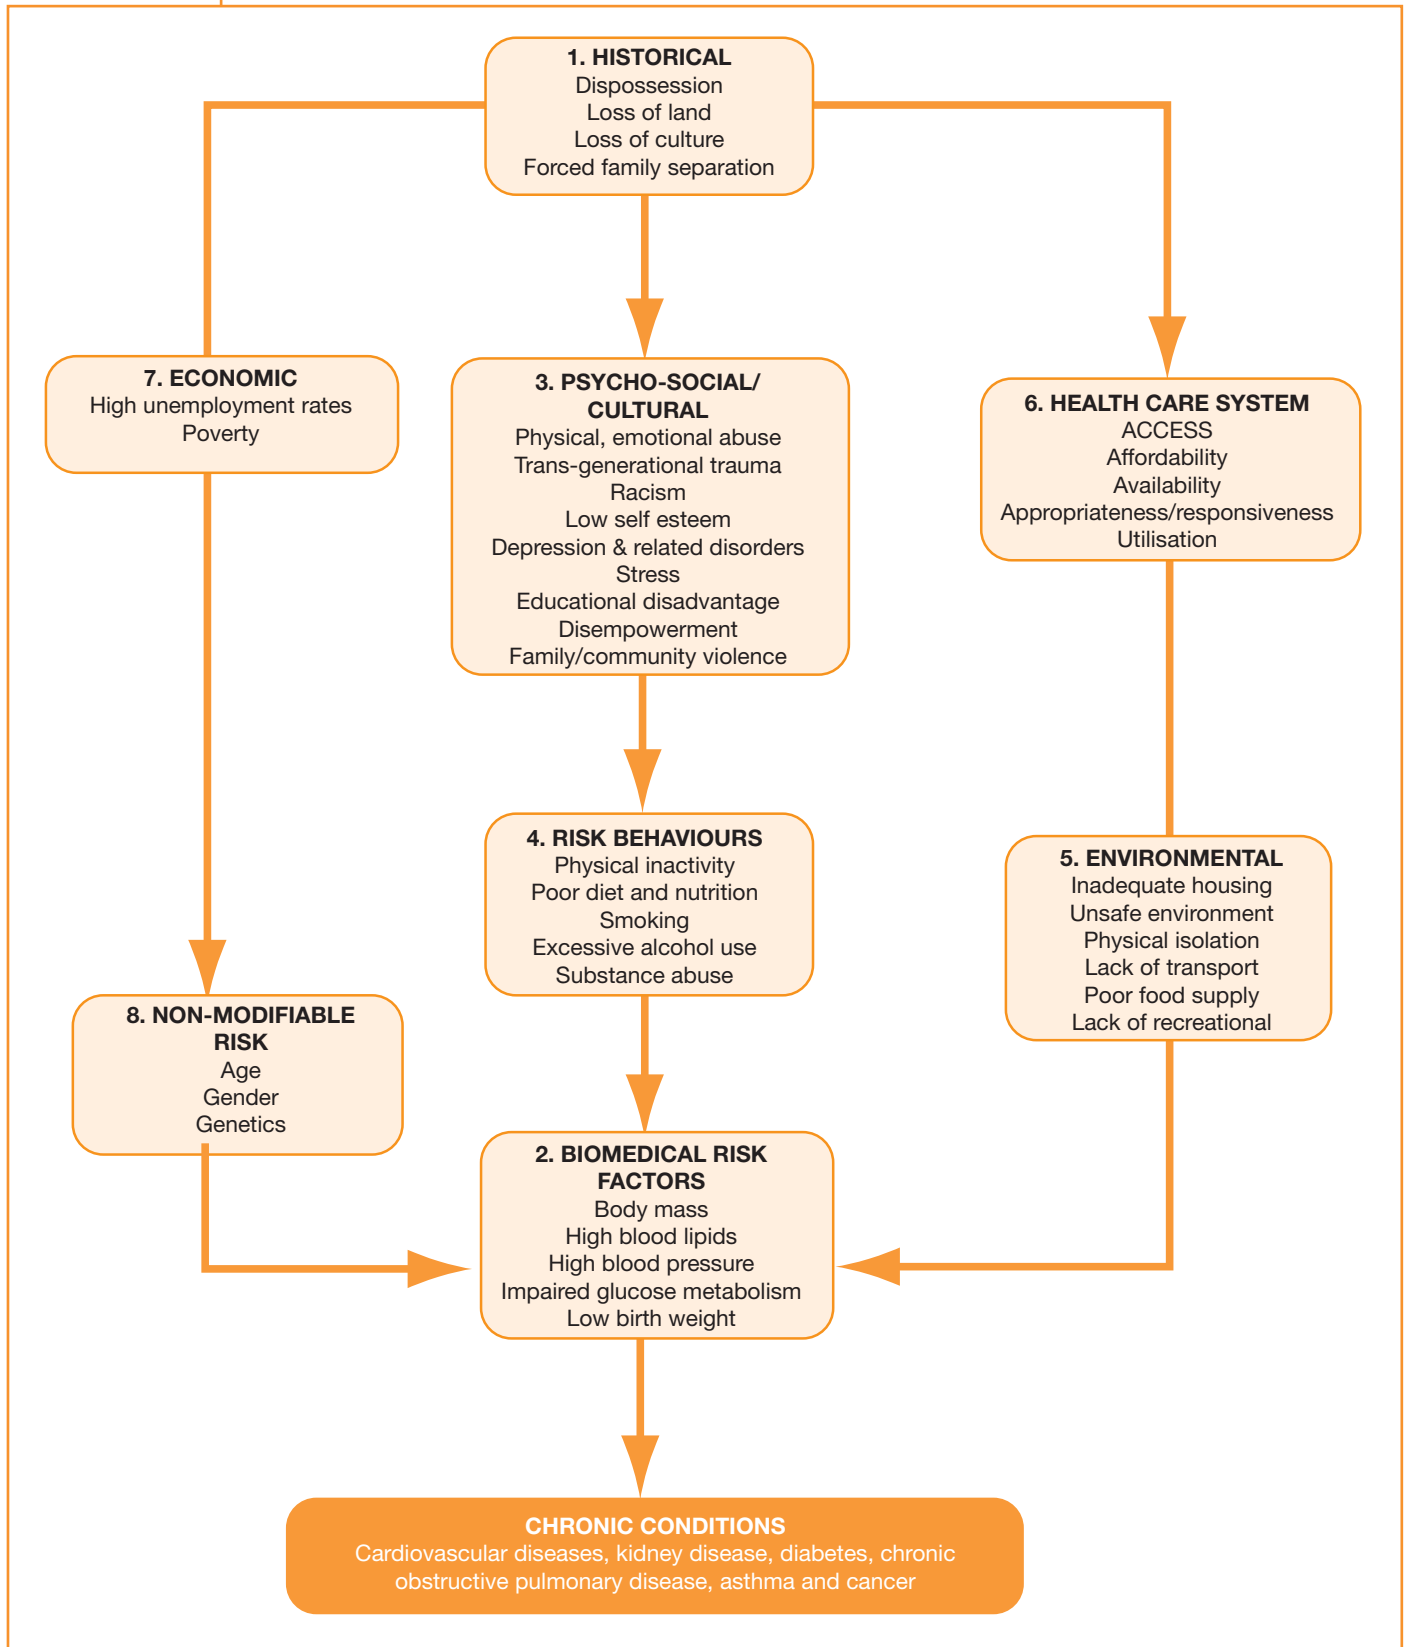 1. HISTORICAL
Dispossession
Loss of land
Loss of culture
Forced family separation
7. ECONOMIC
High unemployment rates
Poverty
3. PSYCHO-SOCIAL/
CULTURAL
Physical, emotional abuse
Trans-generational trauma
Racism
Low self esteem
Depression & related disorders
Stress
Educational disadvantage
Disempowerment
Family/community violence
6. HEALTH CARE SYSTEM
ACCESS
Affordability
Availability
Appropriateness/responsiveness
Utilisation
4. RISK BEHAVIOURS
Physical inactivity
Poor diet and nutrition
Smoking
Excessive alcohol use
Substance abuse
5. ENVIRONMENTAL
Inadequate housing
Unsafe environment
Physical isolation
Lack of transport
Poor food supply
Lack of recreational
8. NON-MODIFIABLE
RISK
Age
Gender
Genetics
2. BIOMEDICAL RISK
FACTORS
Body mass
High blood lipids
High blood pressure
Impaired glucose metabolism
Low birth weight
CHRONIC CONDITIONS
Cardiovascular diseases, kidney disease, diabetes, chronic
obstructive pulmonary disease, asthma and cancer